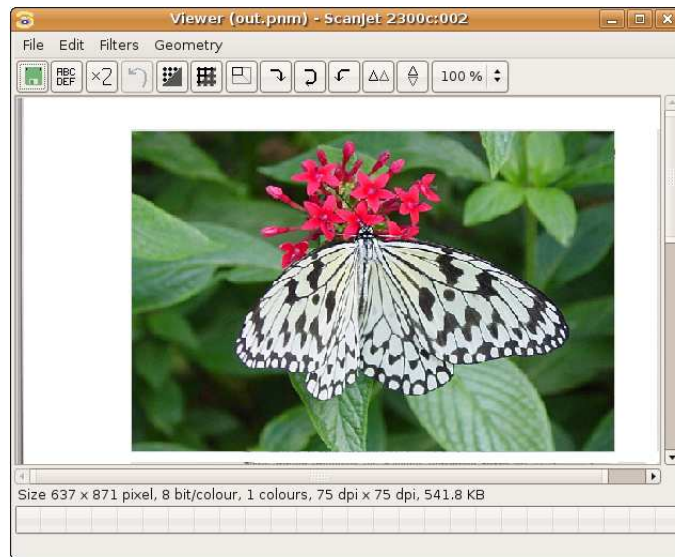 Viewer (out.pnm) - ScanJet 2300c:002
File Edit Filters Geometry
ABC
DEF
×2
100 %
Size 637 x 871 pixel, 8 bit/colour, 1 colours, 75 dpi x 75 dpi, 541.8 KB